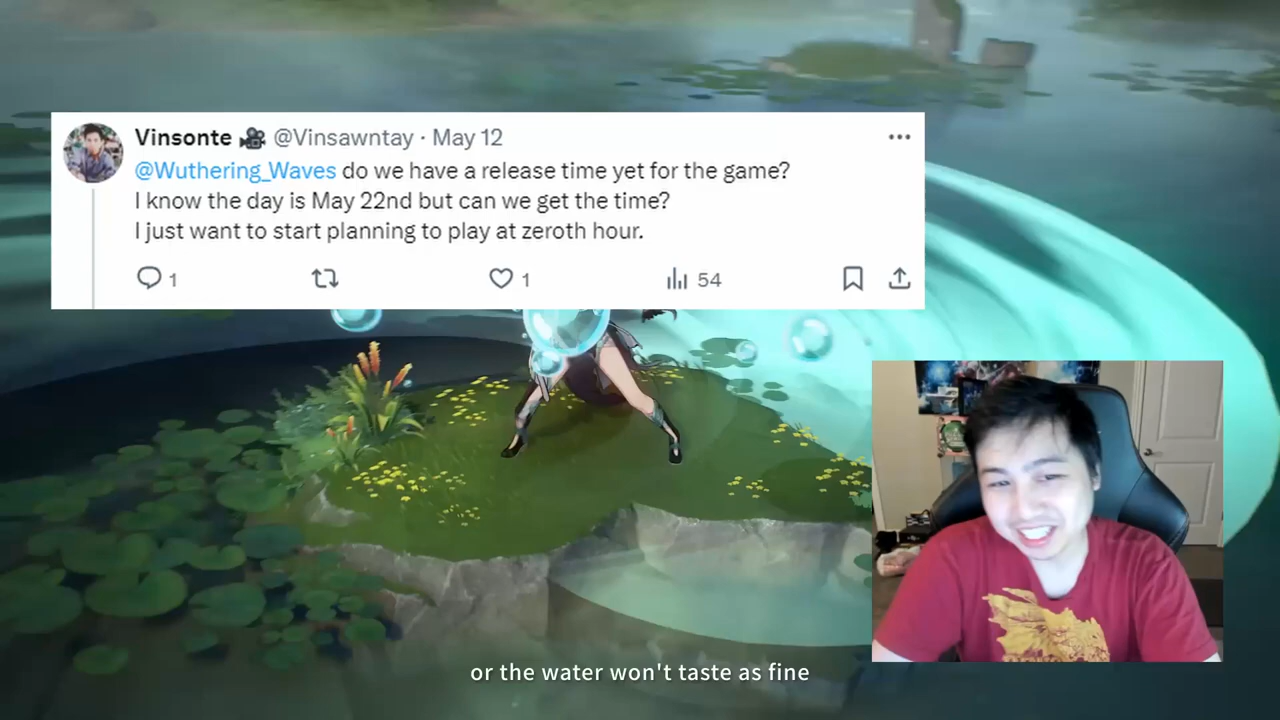 Vinsonte 🎥 @Vinsawntay · May 12
@Wuthering_Waves do we have a release time yet for the game?
I know the day is May 22nd but can we get the time?
I just want to start planning to play at zeroth hour.
1 1 54
or the water won't taste as fine